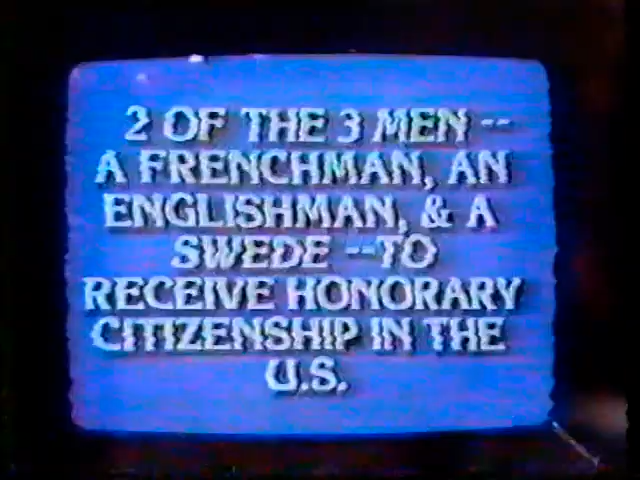 2 OF THE 3 MEN --
A FRENCHMAN, AN
ENGLISHMAN, & A
SWEDE --TO
RECEIVE HONORARY
CITIZENSHIP IN THE
U.S.